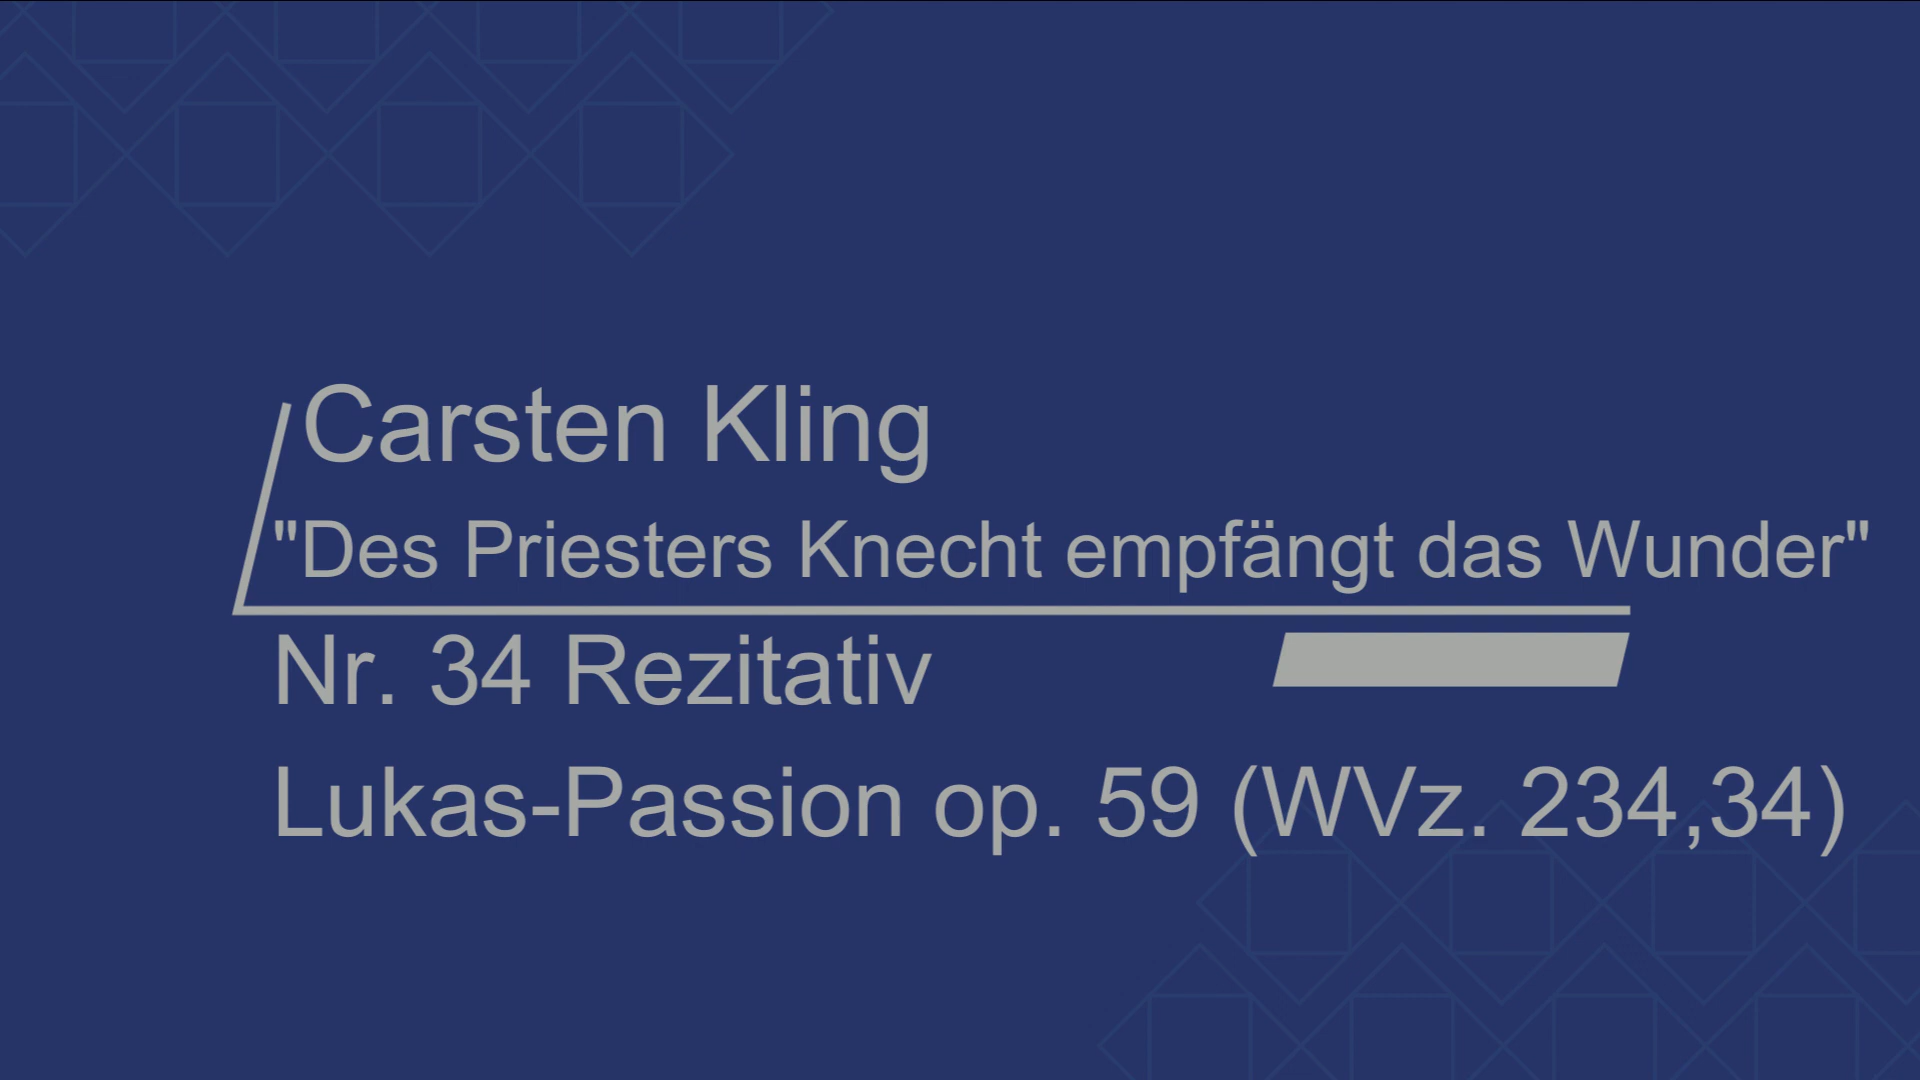 Carsten Kling
"Des Priesters Knecht empfängt das Wunder"
Nr. 34 Rezitativ
Lukas-Passion op. 59 (WVz. 234,34)